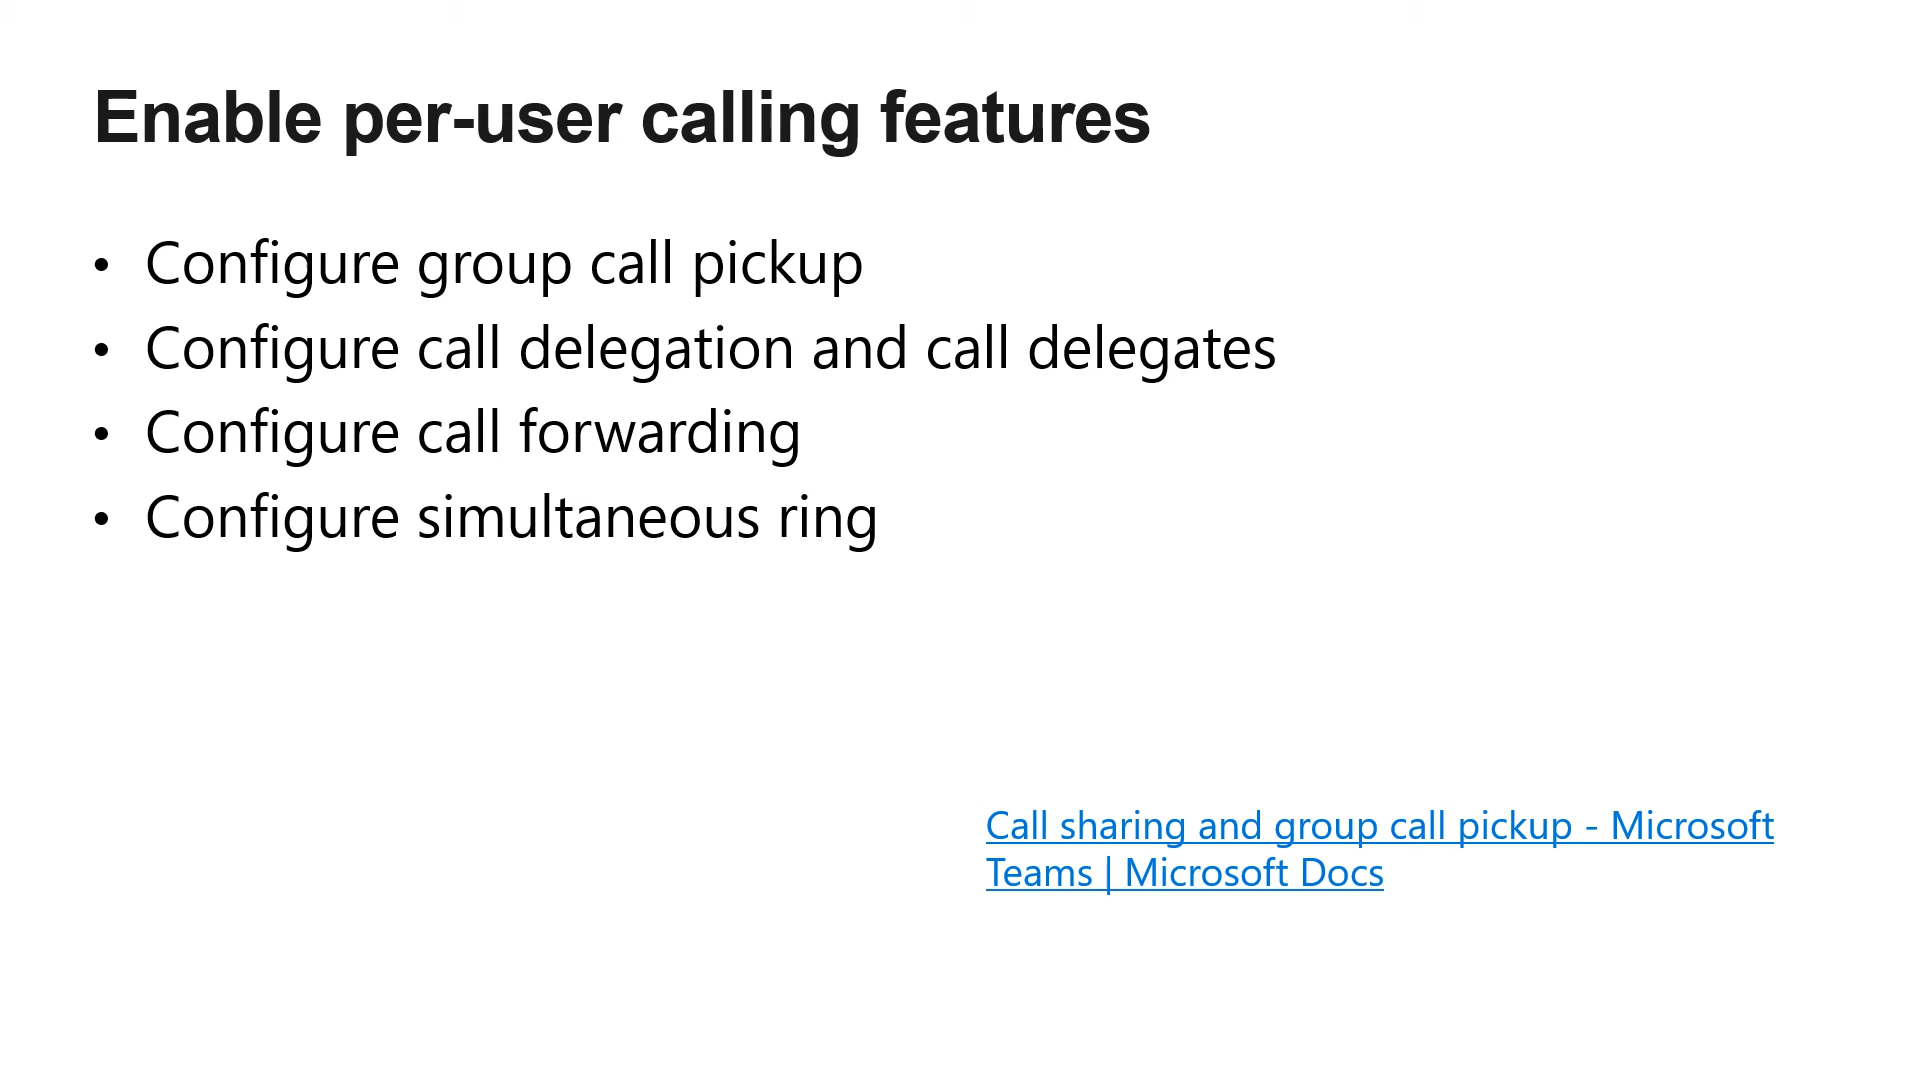 Enable per-user calling features
• Configure group call pickup
• Configure call delegation and call delegates
• Configure call forwarding
• Configure simultaneous ring
Call sharing and group call pickup - Microsoft
Teams | Microsoft Docs